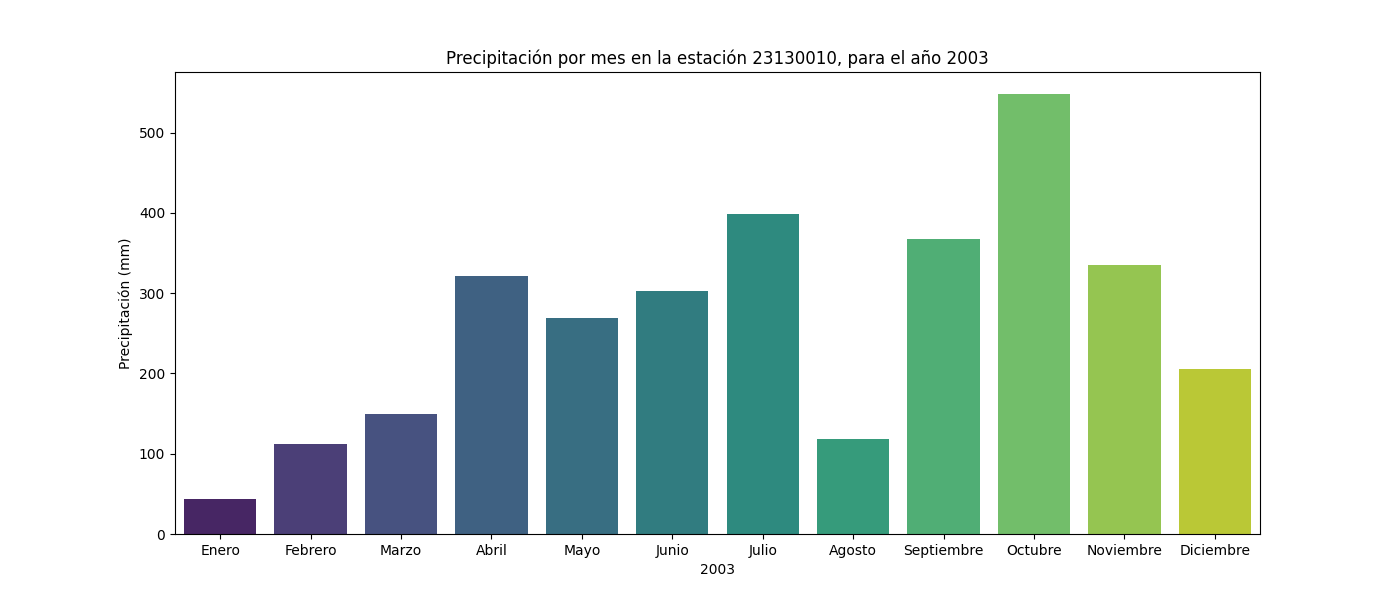 Precipitación por mes en la estación 23130010, para el año 2003
Precipitación (mm)
500
400
300
200
100
0
Enero Febrero Marzo Abril Mayo Junio Julio Agosto Septiembre Octubre Noviembre Diciembre
2003